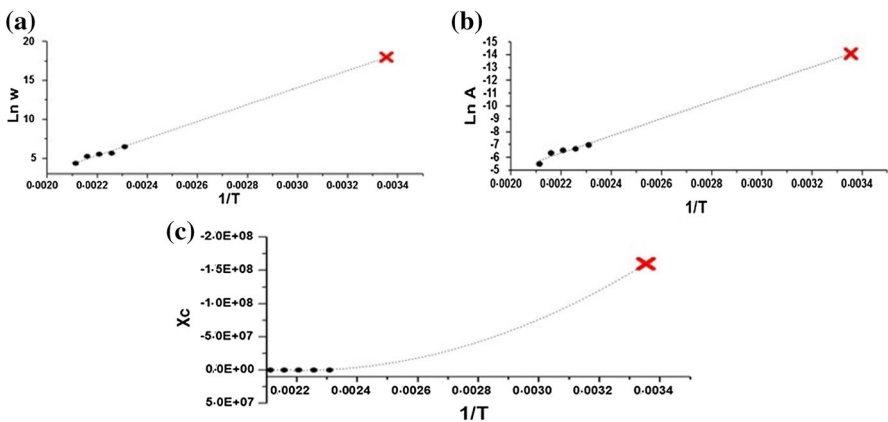 (a)
20
15
10
5
Ln w
0.0020 0.0022 0.0024 0.0026 0.0028 0.0030 0.0032 0.0034
1/T
(b)
-15
-14
-13
-12
-11
-10
-9
-8
-7
-6
-5
Ln A
0.0020 0.0022 0.0024 0.0026 0.0028 0.0030 0.0032 0.0034
1/T
(c)
-2.0E+08
-1.5E+08
-1.0E+08
-5.0E+07
0.0E+00
5.0E+07
Xc
0.0022 0.0024 0.0026 0.0028 0.0030 0.0032 0.0034
1/T